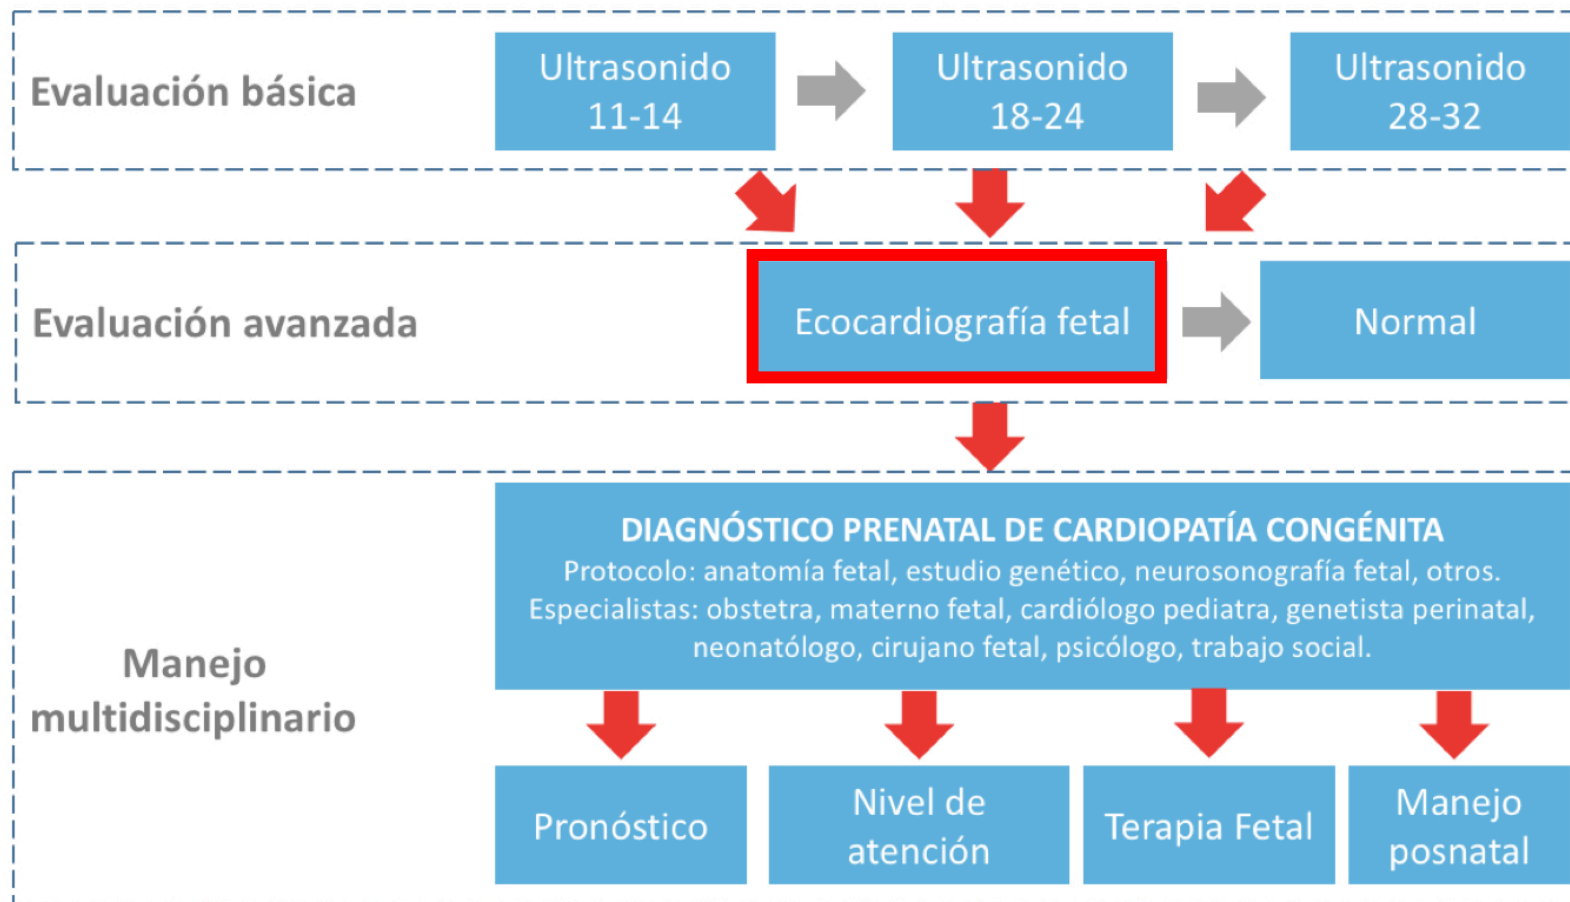 Evaluación básica
Ultrasonido
11-14
Ultrasonido
18-24
Ultrasonido
28-32
Evaluación avanzada
Ecocardiografía fetal
Normal
Manejo
multidisciplinario
DIAGNÓSTICO PRENATAL DE CARDIOPATÍA CONGÉNITA
Protocolo: anatomía fetal, estudio genético, neurosonografía fetal, otros.
Especialistas: obstetra, materno fetal, cardiólogo pediatra, genetista perinatal,
neonatólogo, cirujano fetal, psicólogo, trabajo social.
Pronóstico
Nivel de
atención
Terapia Fetal
Manejo
posnatal